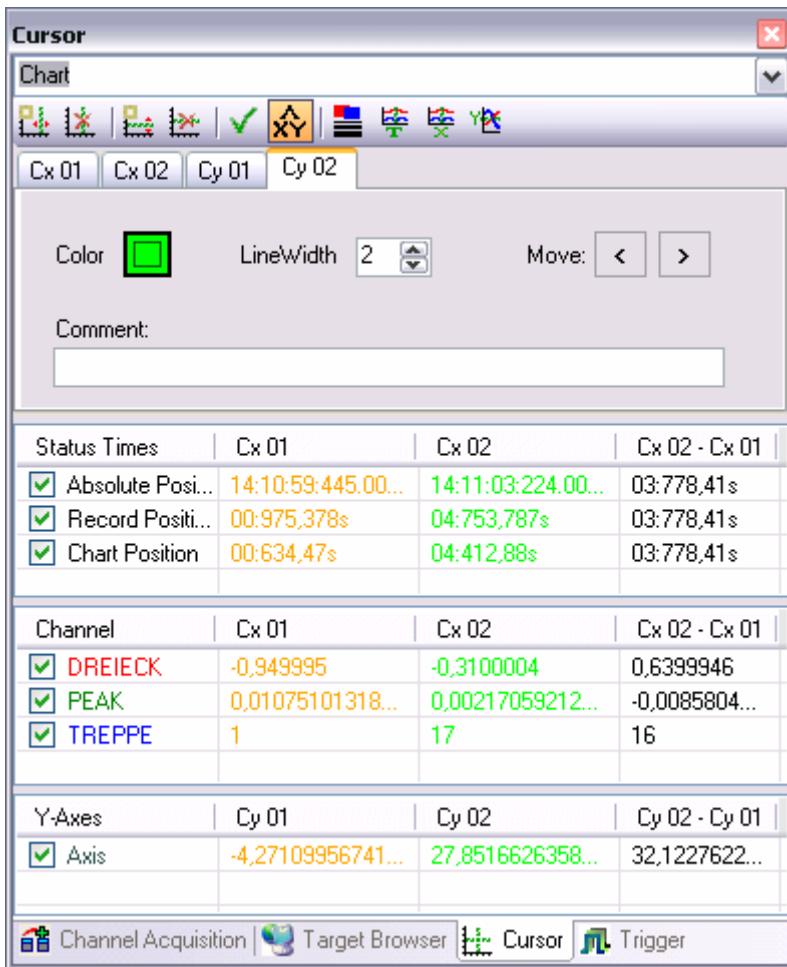 Cursor
Chart
Cx 01 Cx 02 Cy 01 Cy 02
Color LineWidth 2 Move: < >
Comment:
Status Times Cx 01 Cx 02 Cx 02 - Cx 01
Absolute Posi... 14:10:59:445.00... 14:11:03:224.00... 03:778,41s
Record Positi... 00:975,378s 04:753,787s 03:778,41s
Chart Position 00:634,47s 04:412,88s 03:778,41s
Channel Cx 01 Cx 02 Cx 02 - Cx 01
DREIECK -0,949995 -0,3100004 0,6399946
PEAK 0,01075101318... 0,00217059212... -0,0085804...
TREPPE 1 17 16
Y-Axes Cy 01 Cy 02 Cy 02 - Cy 01
Axis -4,27109956741... 27,8516626358... 32,1227622...
Channel Acquisition Target Browser Cursor Trigger